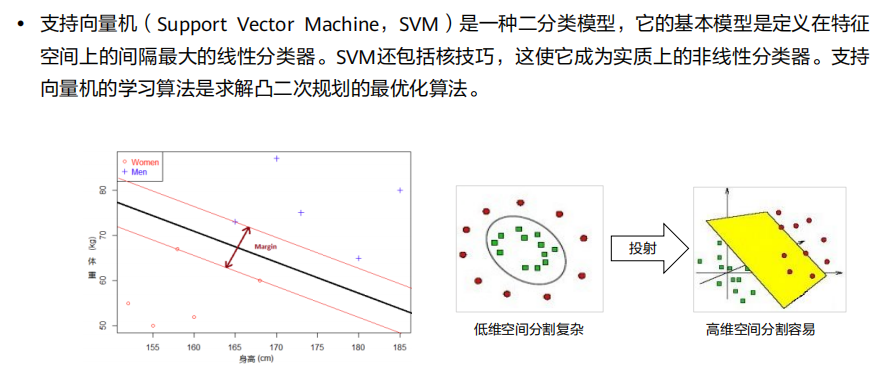 • 支持向量机（Support Vector Machine，SVM）是一种二分类模型，它的基本模型是定义在特征
空间上的间隔最大的线性分类器。SVM还包括核技巧，这使它成为实质上的非线性分类器。支持
向量机的学习算法是求解凸二次规划的最优化算法。
Women
Men
80
70
60
50
体 重 (kg)
Margin
155 160 165 170 175 180 185
身高 (cm)
投射
低维空间分割复杂
高维空间分割容易